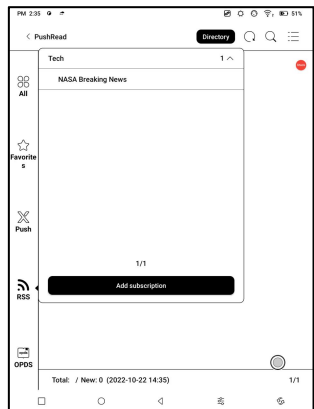 PM 2:35
51%
PushRead
Directory
Tech
1
NASA Breaking News
All
Favorite
s
Push
1/1
Add subscription
RSS
OPDS
Total: / New: 0 (2022-10-22 14:35)
1/1